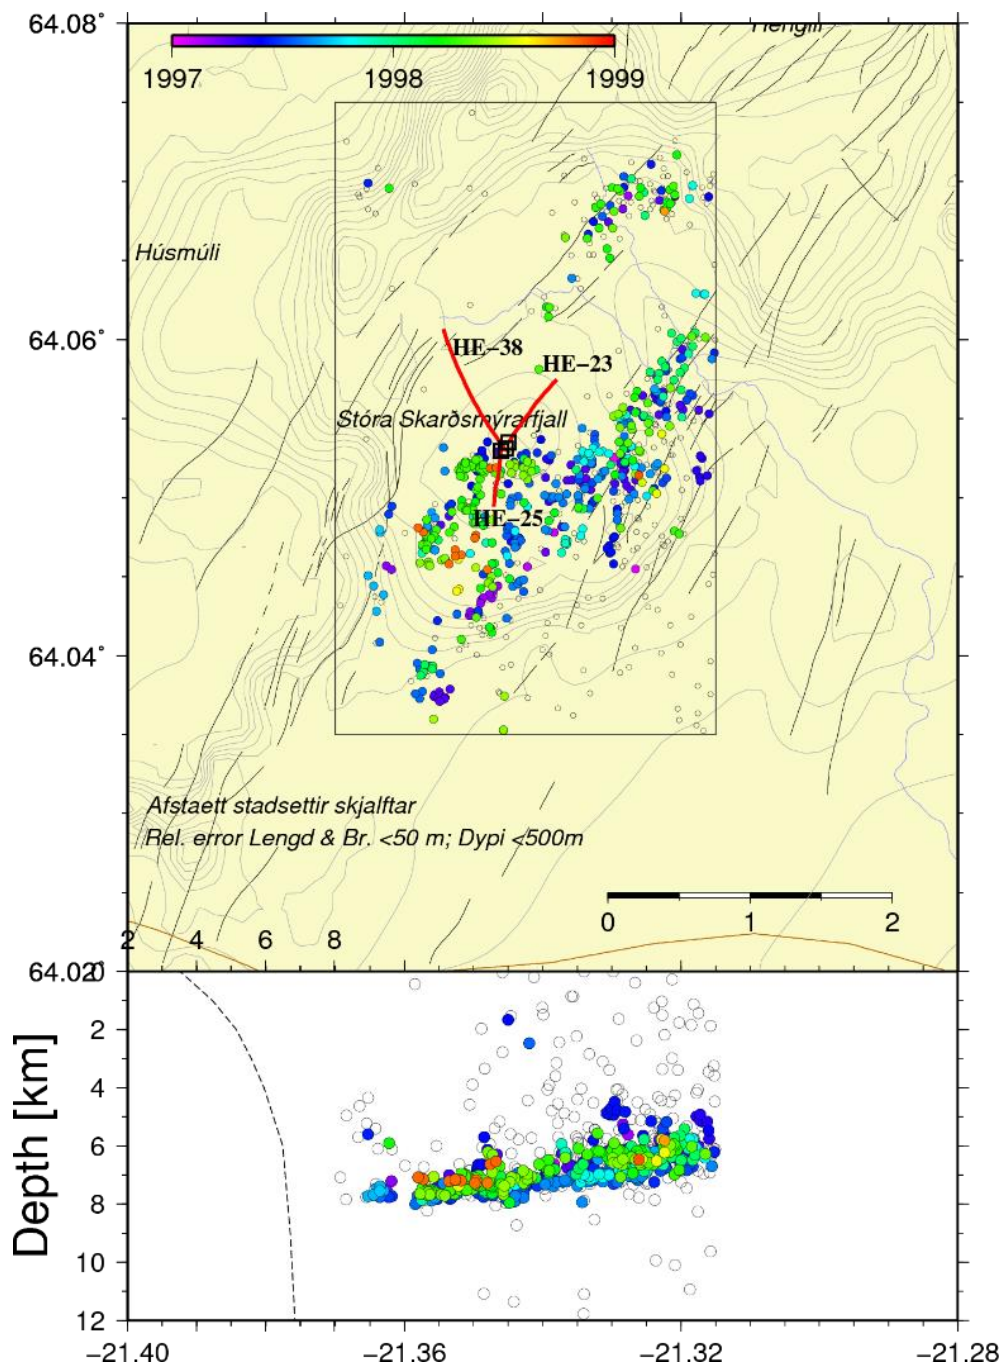 64.08°
Hengill
1997 1998 1999
Húsmúli
64.06°
HE-38
HE-23
Stóra Skarðsmýrarfjall
HE-25
64.04°
Afstaett stadsettir skjalftar
Rel. error Lengd & Br. <50 m; Dypi <500m
0 1 2
2 4 6 8
64.02°
0
2
4
6
8
10
12
Depth [km]
-21.40 -21.36 -21.32 -21.28